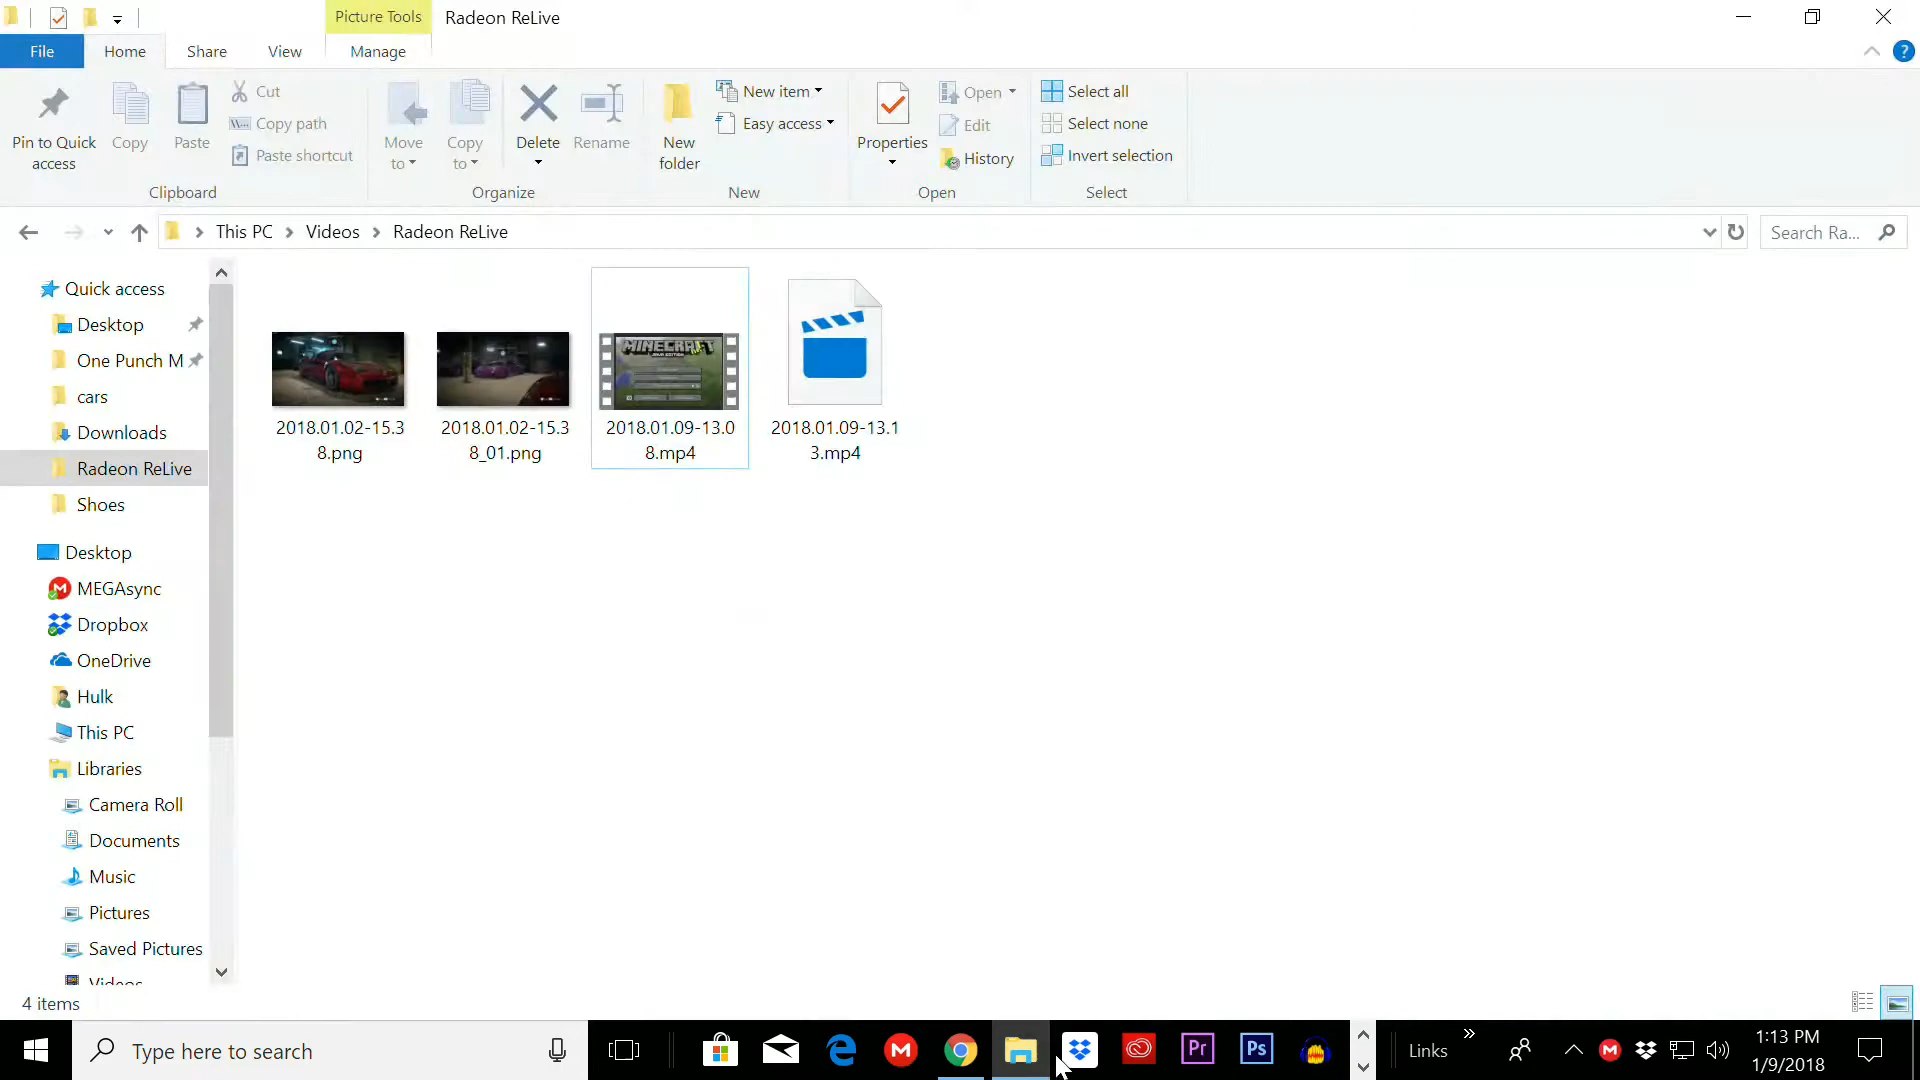 Picture Tools
Radeon ReLive
File
Home
Share
View
Manage
Pin to Quick
access
Copy
Paste
Cut
Copy path
Paste shortcut
Clipboard
Move
to
Copy
to
Delete
Rename
Organize
New
folder
New item
Easy access
New
Properties
Open
Edit
History
Open
Select all
Select none
Invert selection
Select
This PC
Videos
Radeon ReLive
Search Ra...
Quick access
Desktop
One Punch M
cars
Downloads
Radeon ReLive
Shoes
Desktop
MEGAsync
Dropbox
OneDrive
Hulk
This PC
Libraries
Camera Roll
Documents
Music
Pictures
Saved Pictures
Videos
MINECRAFT
JAVA EDITION
2018.01.02-15.3
8.png
2018.01.02-15.3
8_01.png
2018.01.09-13.0
8.mp4
2018.01.09-13.1
3.mp4
4 items
Type here to search
Pr
Ps
Links
1:13 PM
1/9/2018